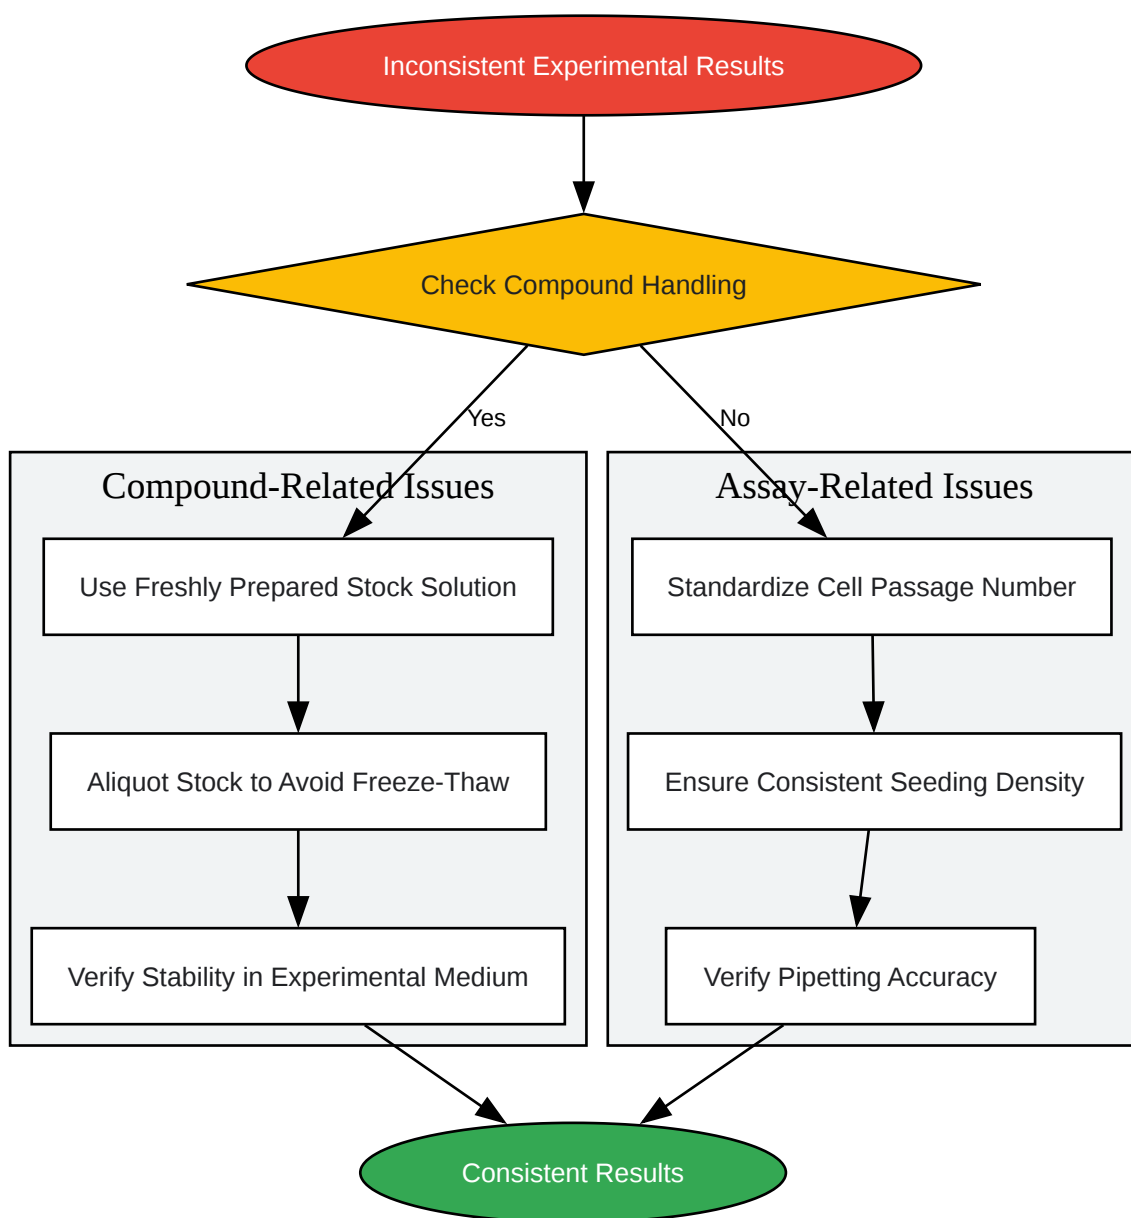 Inconsistent Experimental Results
Check Compound Handling
Yes
No
Compound-Related Issues
Use Freshly Prepared Stock Solution
Aliquot Stock to Avoid Freeze-Thaw
Verify Stability in Experimental Medium
Assay-Related Issues
Standardize Cell Passage Number
Ensure Consistent Seeding Density
Verify Pipetting Accuracy
Consistent Results